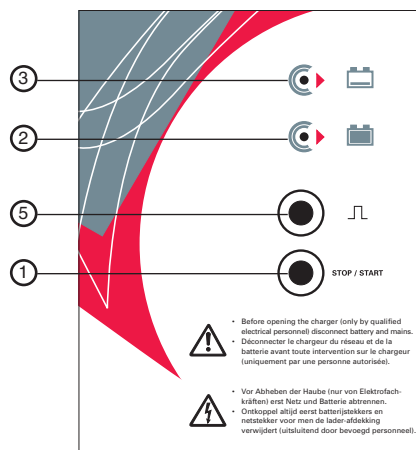 3
2
5
1
STOP / START
• Before opening the charger (only by qualified
electrical personnel) disconnect battery and mains.
• Déconnecter le chargeur du réseau et de la
batterie avant toute intervention sur le chargeur
(uniquement par une personne autorisée).
• Vor Abheben der Haube (nur von Elektrofach-
kräften) erst Netz und Batterie abtrennen.
• Ontkoppel altijd eerst batterijstekkers en
netstekker voor men de lader-afdekking
verwijdert (uitsluitend door bevoegd personeel).